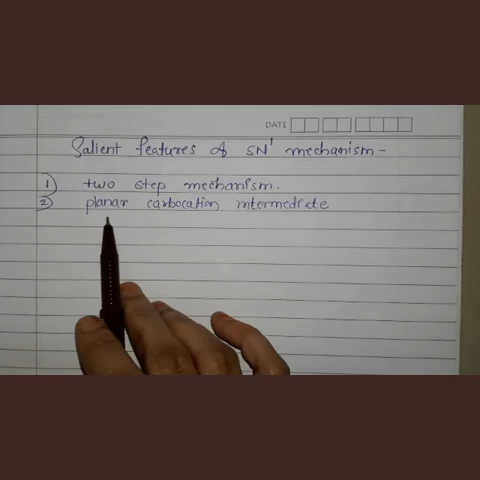 DATE
Salient features of SN¹ mechanism -
1) two step mechanism.
2) planar carbocation intermediate